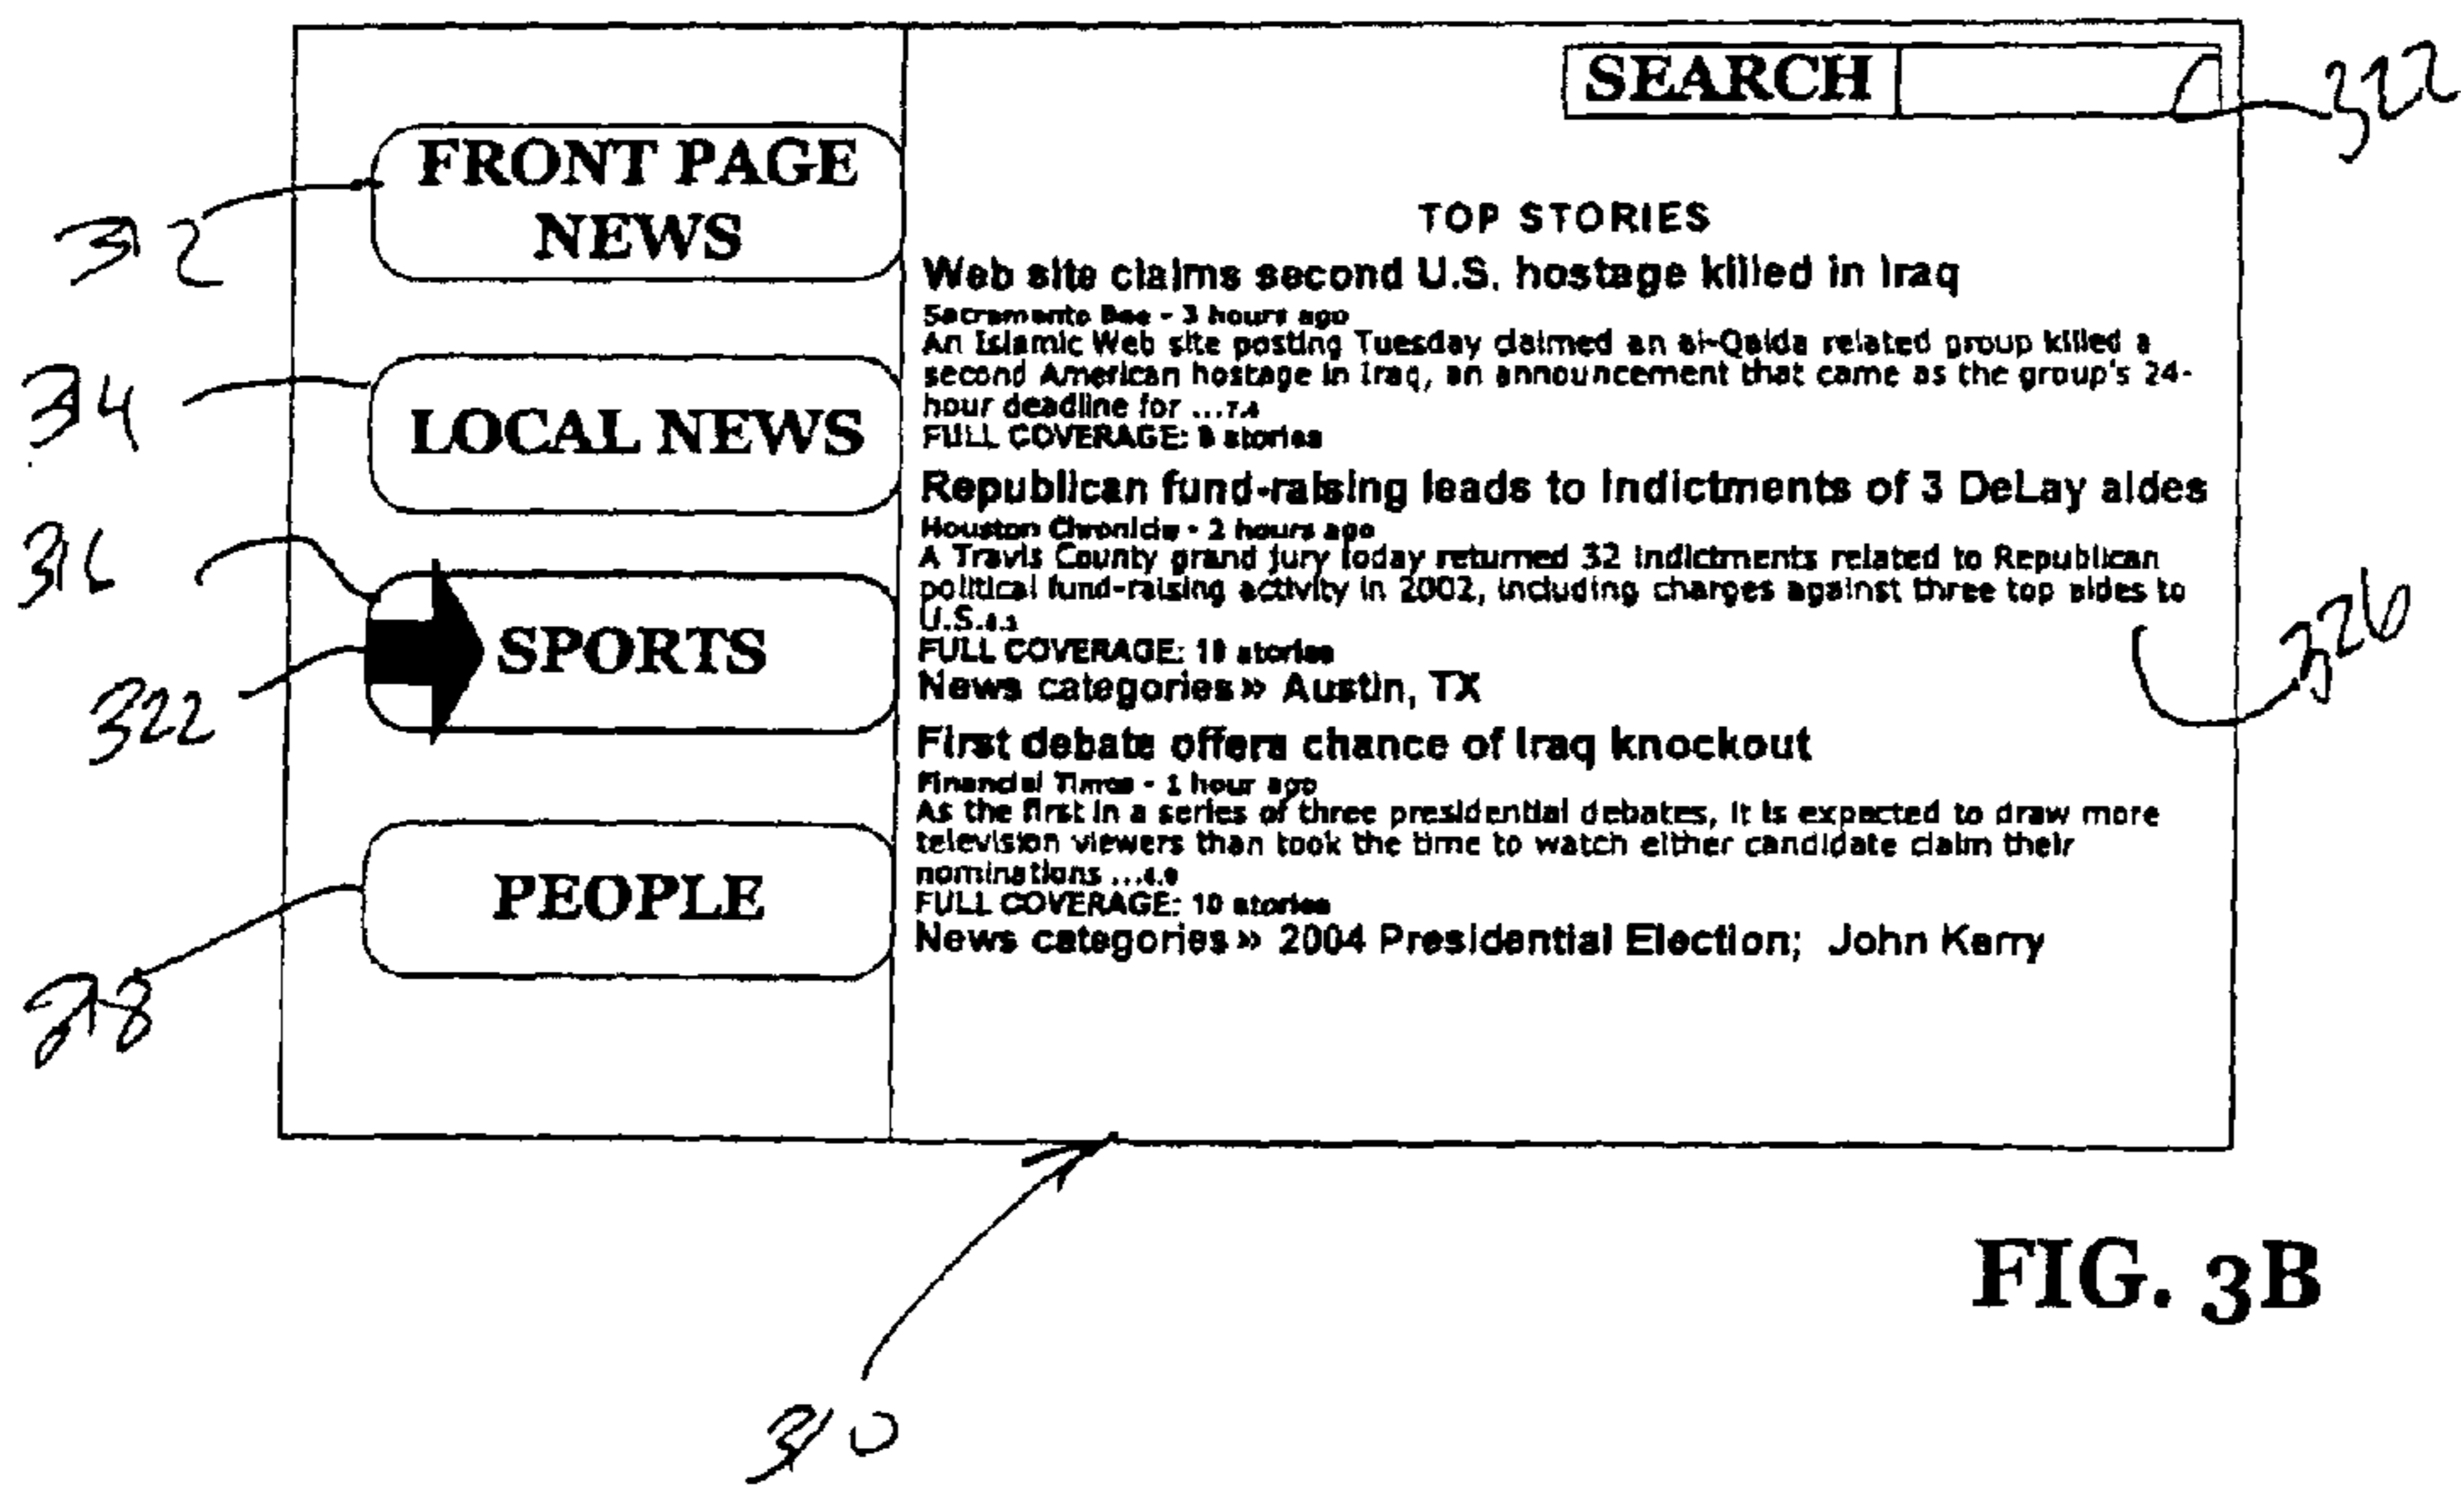 SEARCH
322
FRONT PAGE
NEWS
312
LOCAL NEWS
314
316
SPORTS
322
PEOPLE
318
TOP STORIES
Web site claims second U.S. hostage killed in Iraq
Sacramento Bee - 3 hours ago
An Islamic Web site posting Tuesday claimed an al-Qaida related group killed a
second American hostage in Iraq, an announcement that came as the group's 24-
hour deadline for ...7.4
FULL COVERAGE: stories
Republican fund-raising leads to indictments of 3 DeLay aides
Houston Chronicle - 2 hours ago
A Travis County grand jury today returned 32 indictments related to Republican
political fund-raising activity in 2002, including charges against three top aides to
U.S.
FULL COVERAGE: stories
News categories» Austin, TX
326
First debate offers chance of Iraq knockout
Financial Times - 1 hour ago
As the first in a series of three presidential debates, it is expected to draw more
television viewers than took the time to watch either candidate claim their
nominations ...
FULL COVERAGE: 10 stories
News categories» 2004 Presidential Election; John Kerry
310
FIG. 3B